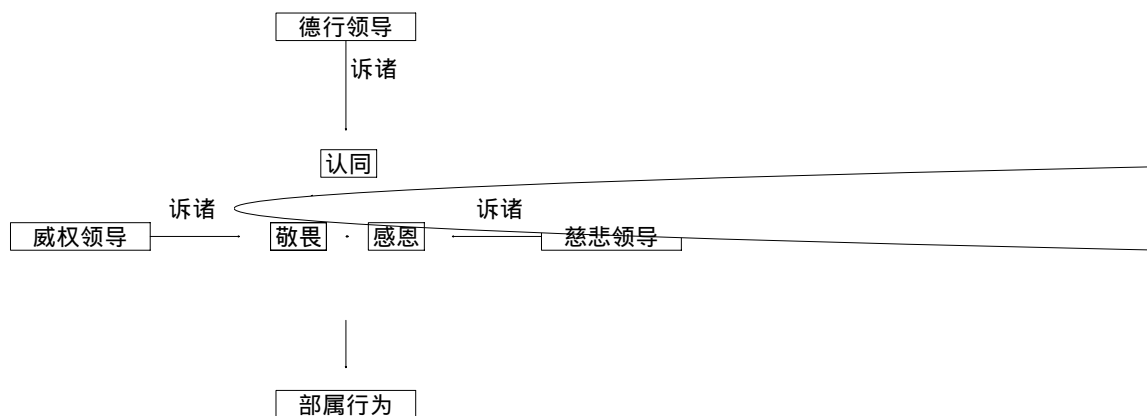 德行领导
诉诸
认同
诉诸
诉诸
威权领导
敬畏
感恩
慈悲领导
部属行为